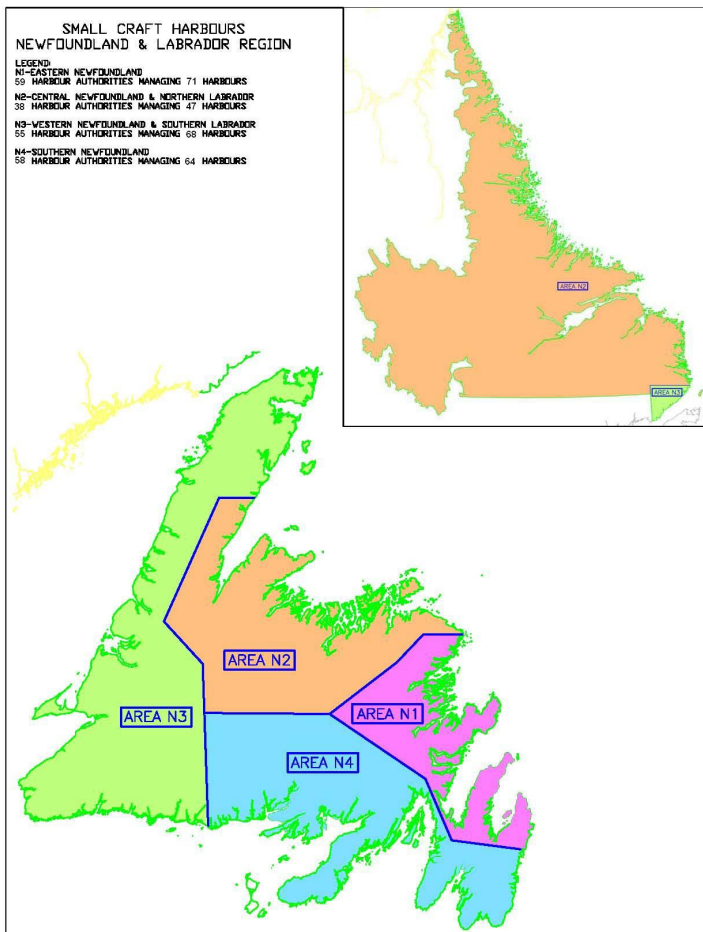 SMALL CRAFT HARBOURS
NEWFOUNDLAND & LABRADOR REGION
LEGEND:
N1-EASTERN NEWFOUNDLAND
59 HARBOUR AUTHORITIES MANAGING 71 HARBOURS
N2-CENTRAL NEWFOUNDLAND & NORTHERN LABRADOR
38 HARBOUR AUTHORITIES MANAGING 47 HARBOURS
N3-WESTERN NEWFOUNDLAND & SOUTHERN LABRADOR
55 HARBOUR AUTHORITIES MANAGING 68 HARBOURS
N4-SOUTHERN NEWFOUNDLAND
58 HARBOUR AUTHORITIES MANAGING 64 HARBOURS
AREA N2
AREA N3
AREA N2
AREA N3
AREA N1
AREA N4